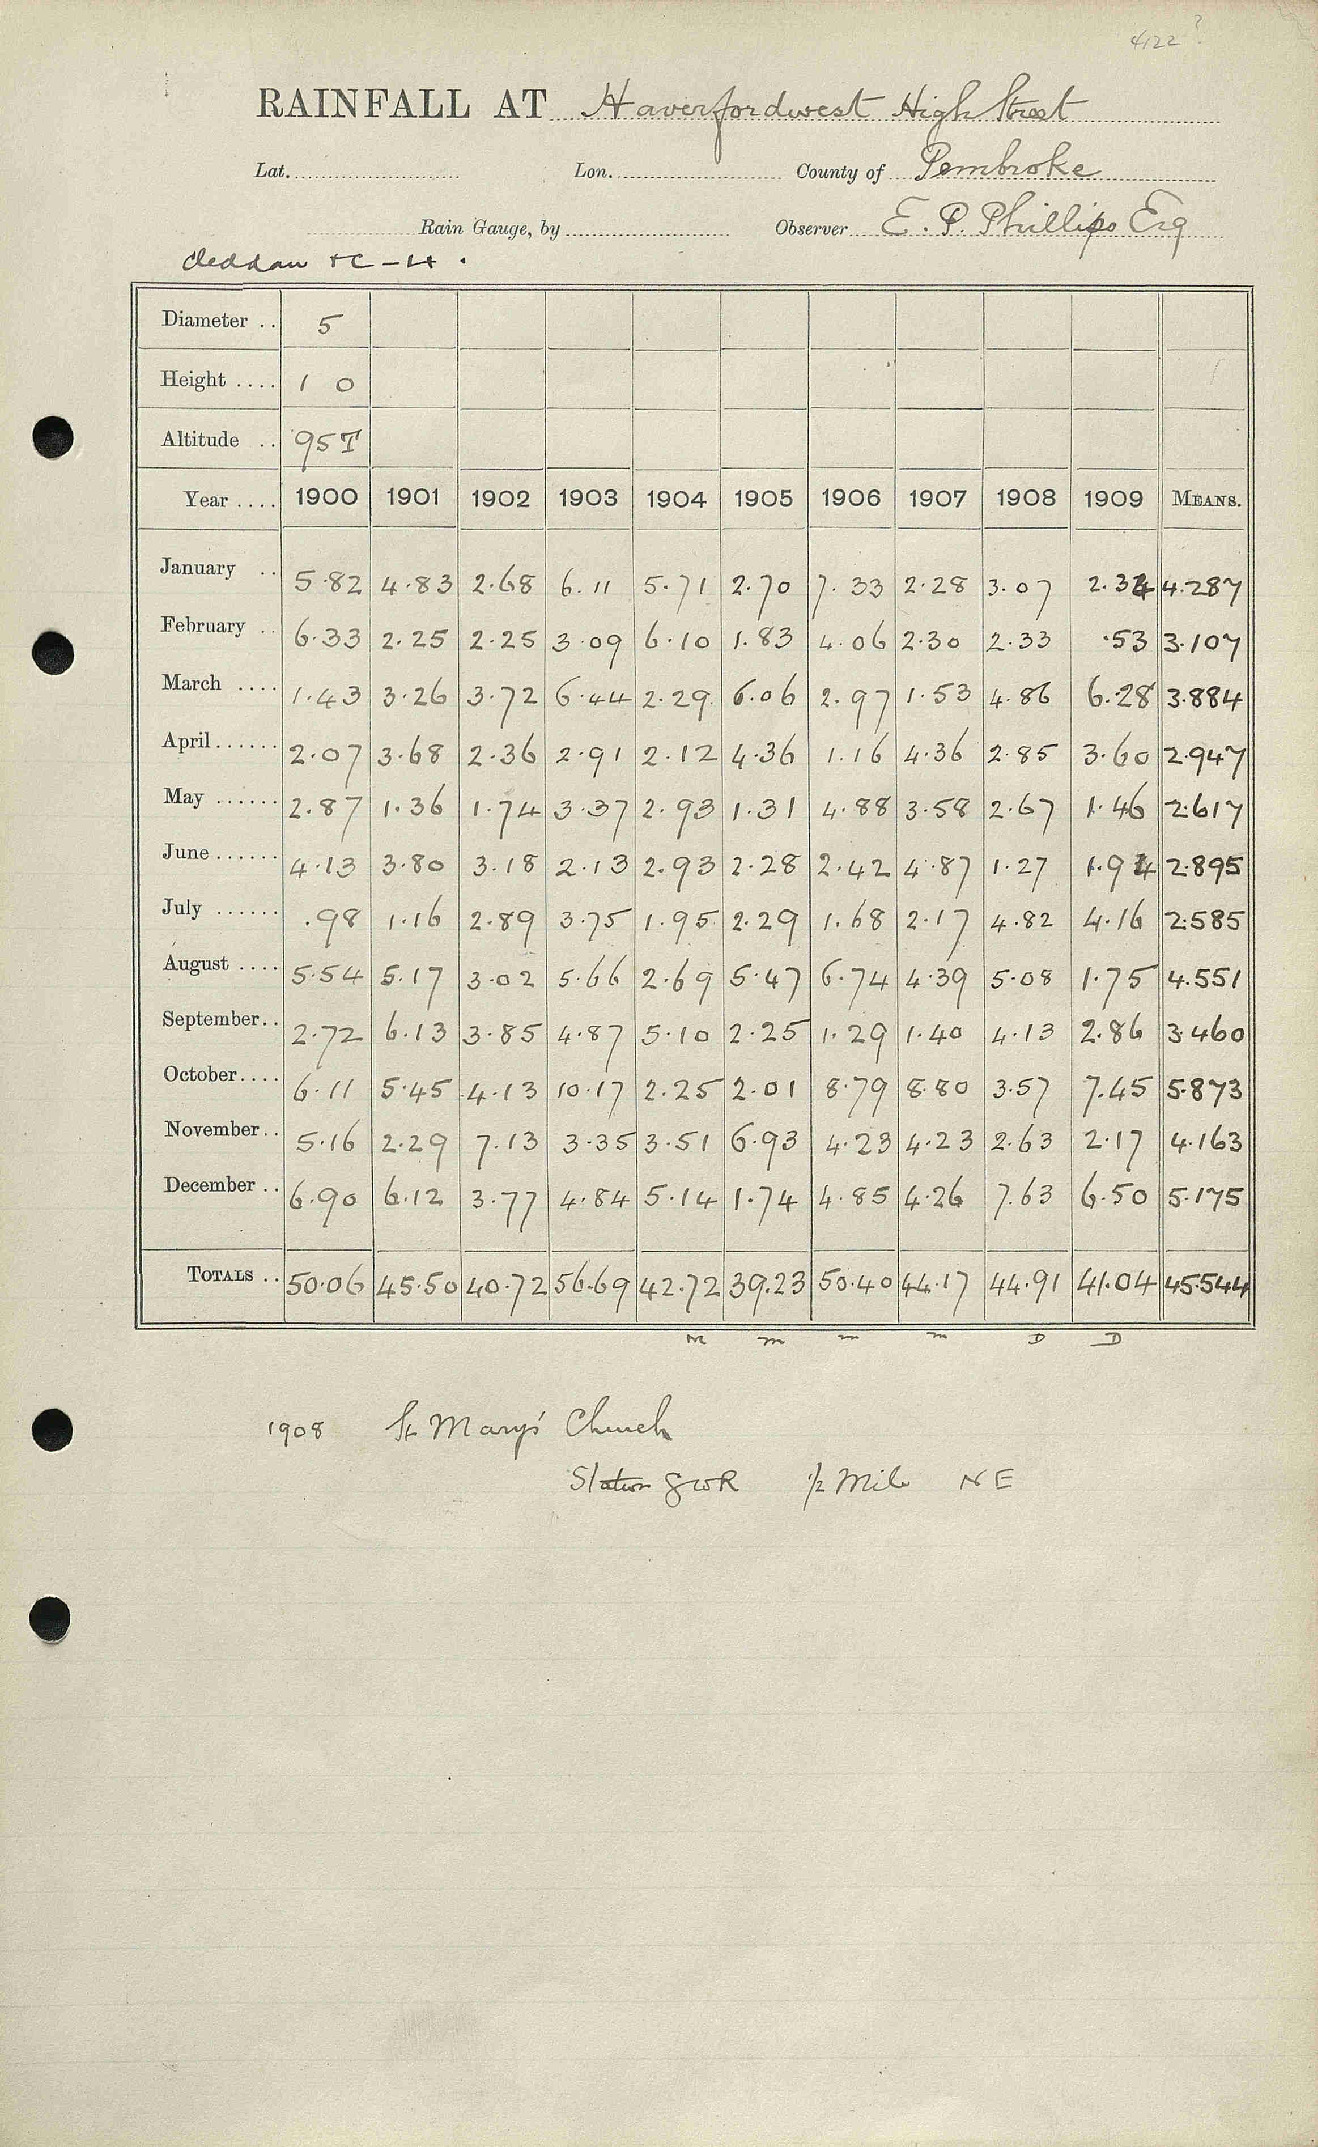 4122 ?
RAINFALL AT Haverfordwest High Street
Lat. Lon. County of Pembroke
Rain Gauge, by Observer E. P. Phillips Esq
Cleddau + C - H .
Diameter .. 5
Height .... 1 0
Altitude .. 95 T
Year .... 1900 1901 1902 1903 1904 1905 1906 1907 1908 1909 MEANS.
January .. 5.82 4.83 2.68 6.11 5.71 2.70 7.33 2.28 3.07 2.34 4.287
February .. 6.33 2.25 2.25 3.09 6.10 1.83 4.06 2.30 2.33 .53 3.107
March .... 1.43 3.26 3.72 6.44 2.29 6.06 2.97 1.53 4.86 6.28 3.884
April...... 2.07 3.68 2.36 2.91 2.12 4.36 1.16 4.36 2.85 3.60 2.947
May ...... 2.87 1.36 1.74 3.37 2.93 1.31 4.88 3.58 2.67 1.46 2.617
June...... 4.13 3.80 3.18 2.13 2.93 2.28 2.42 4.87 1.27 1.94 2.895
July ...... .98 1.16 2.89 3.75 1.95 2.29 1.68 2.17 4.82 4.16 2.585
August .... 5.54 5.17 3.02 5.66 2.69 5.47 6.74 4.39 5.08 1.75 4.551
September.. 2.72 6.13 3.85 4.87 5.10 2.25 1.29 1.40 4.13 2.86 3.460
October.... 6.11 5.45 4.13 10.17 2.25 2.01 8.79 8.80 3.57 7.45 5.873
November.. 5.16 2.29 7.13 3.35 3.51 6.93 4.23 4.23 2.63 2.17 4.163
December .. 6.90 6.12 3.77 4.84 5.14 1.74 4.85 4.26 7.63 6.50 5.175
TOTALS .. 50.06 45.50 40.72 56.69 42.72 39.23 50.40 44.17 44.91 41.04 45.544
m m m m D D
1908 St Mary's Church
Station GWR 1/2 Mile NE